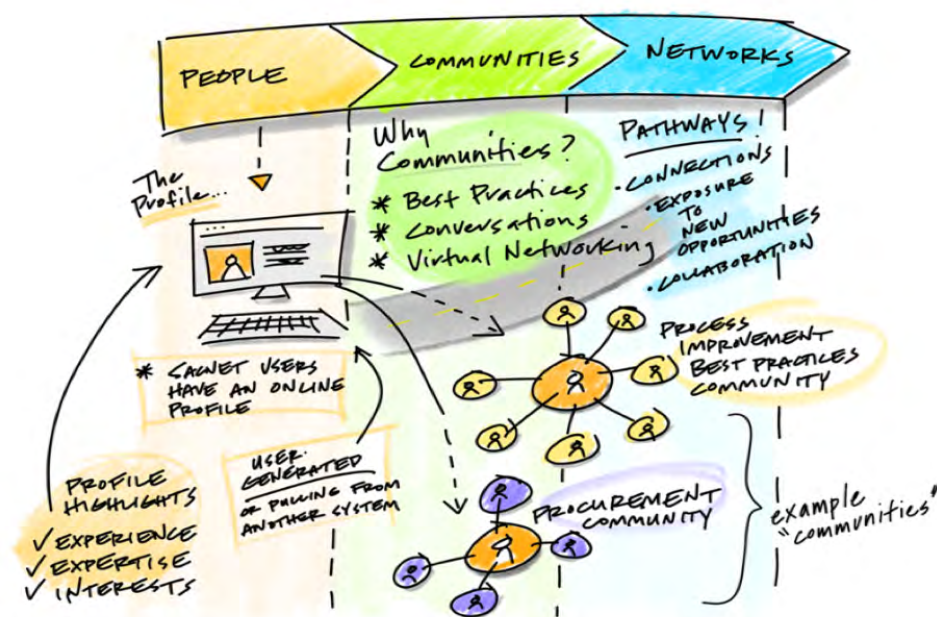 PEOPLE
COMMUNITIES
NETWORKS
The
Profile...
Why
Communities?
* Best Practices
* Conversations
* Virtual Networking
PATHWAYS!
• CONNECTIONS
• EXPOSURE
TO
NEW
OPPORTUNITIES
• COLLABORATION
* SACNET USERS
HAVE AN ONLINE
PROFILE
PROCESS
IMPROVEMENT
BEST PRACTICES
COMMUNITY
USER-
GENERATED
OR PULLING FROM
ANOTHER SYSTEM
PROFILE
HIGHLIGHTS
✓ EXPERIENCE
✓ EXPERTISE
✓ INTERESTS
PROCUREMENT
COMMUNITY
example
"communities"